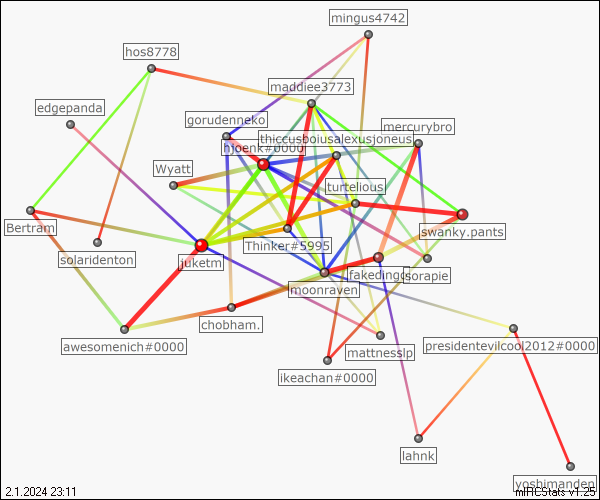 mingus4742
hos8778
maddiee3773
edgepanda
gorudenneko
mercurybro
thiccusboiusalexusjoneus
hjoenk#0000
Wyatt
turtelious
Bertram
swanky.pants
Thinker#5995
solaridenton
juketm
sorapie
moonraven
chobham.
mattnesslp
awesomenich#0000
presidentevilcool2012#0000
ikeachan#0000
lahnk
yoshimanden
2.1.2024 23:11
mIRCStats v1.25